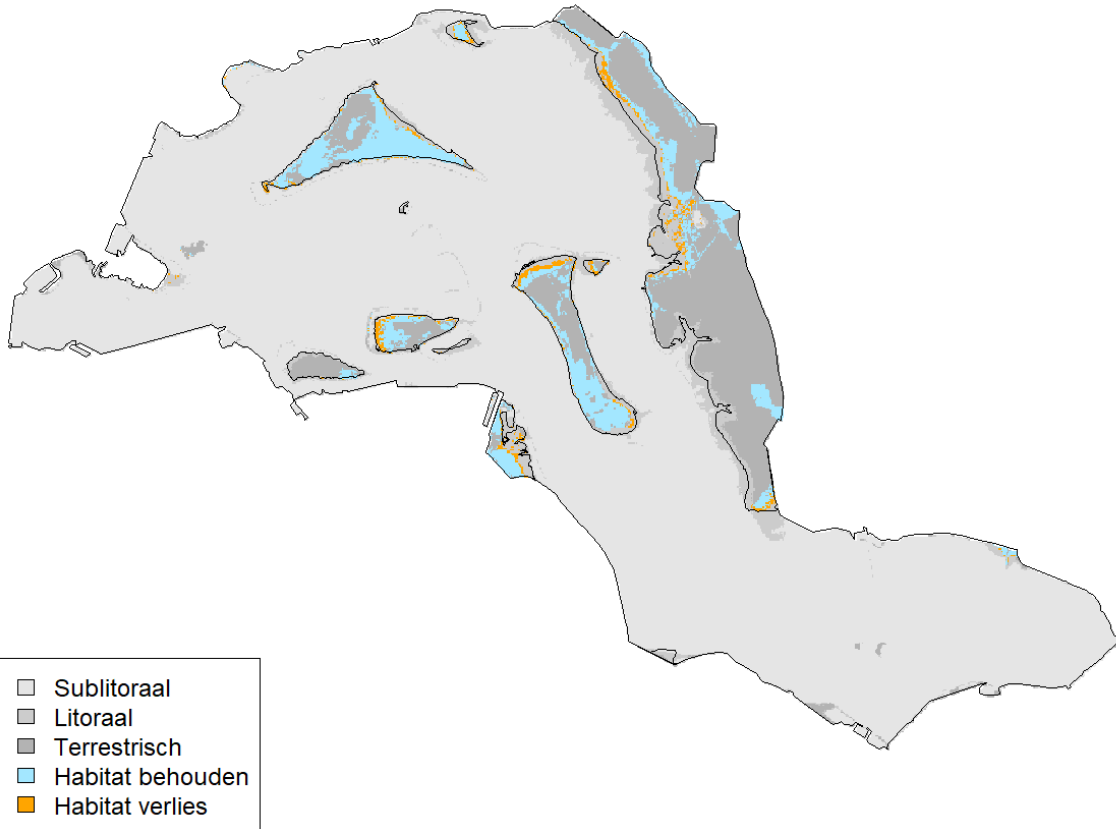 Sublitoraal
Litoraal
Terrestrisch
Habitat behouden
Habitat verlies